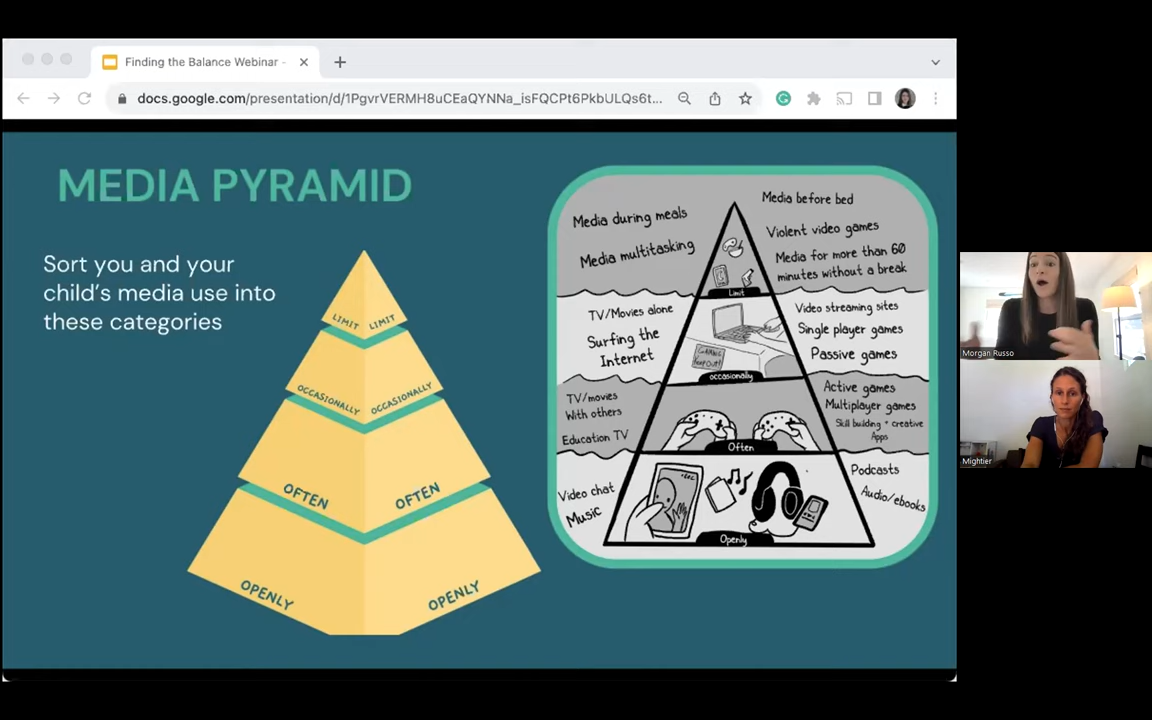 Finding the Balance Webinar -
docs.google.com/presentation/d/1PgvrVERMH8uCEaQYNNa_isFQCPt6PkbULQs6t...
MEDIA PYRAMID
Sort you and your
child's media use into
these categories
LIMIT LIMIT
OCCASIONALLY OCCASIONALLY
OFTEN OFTEN
OPENLY OPENLY
Media during meals
Media multitasking
Media before bed
Violent video games
Media for more than 60
minutes without a break
Limit
TV/Movies alone
Surfing the
Internet
Video streaming sites
Single player games
Passive games
occasionally
TV/movies
With others
Education TV
Active games
Multiplayer games
Skill building + creative
Apps
Often
Video chat
Music
Podcasts
Audio/ebooks
Openly
Morgan Russo
Mightier